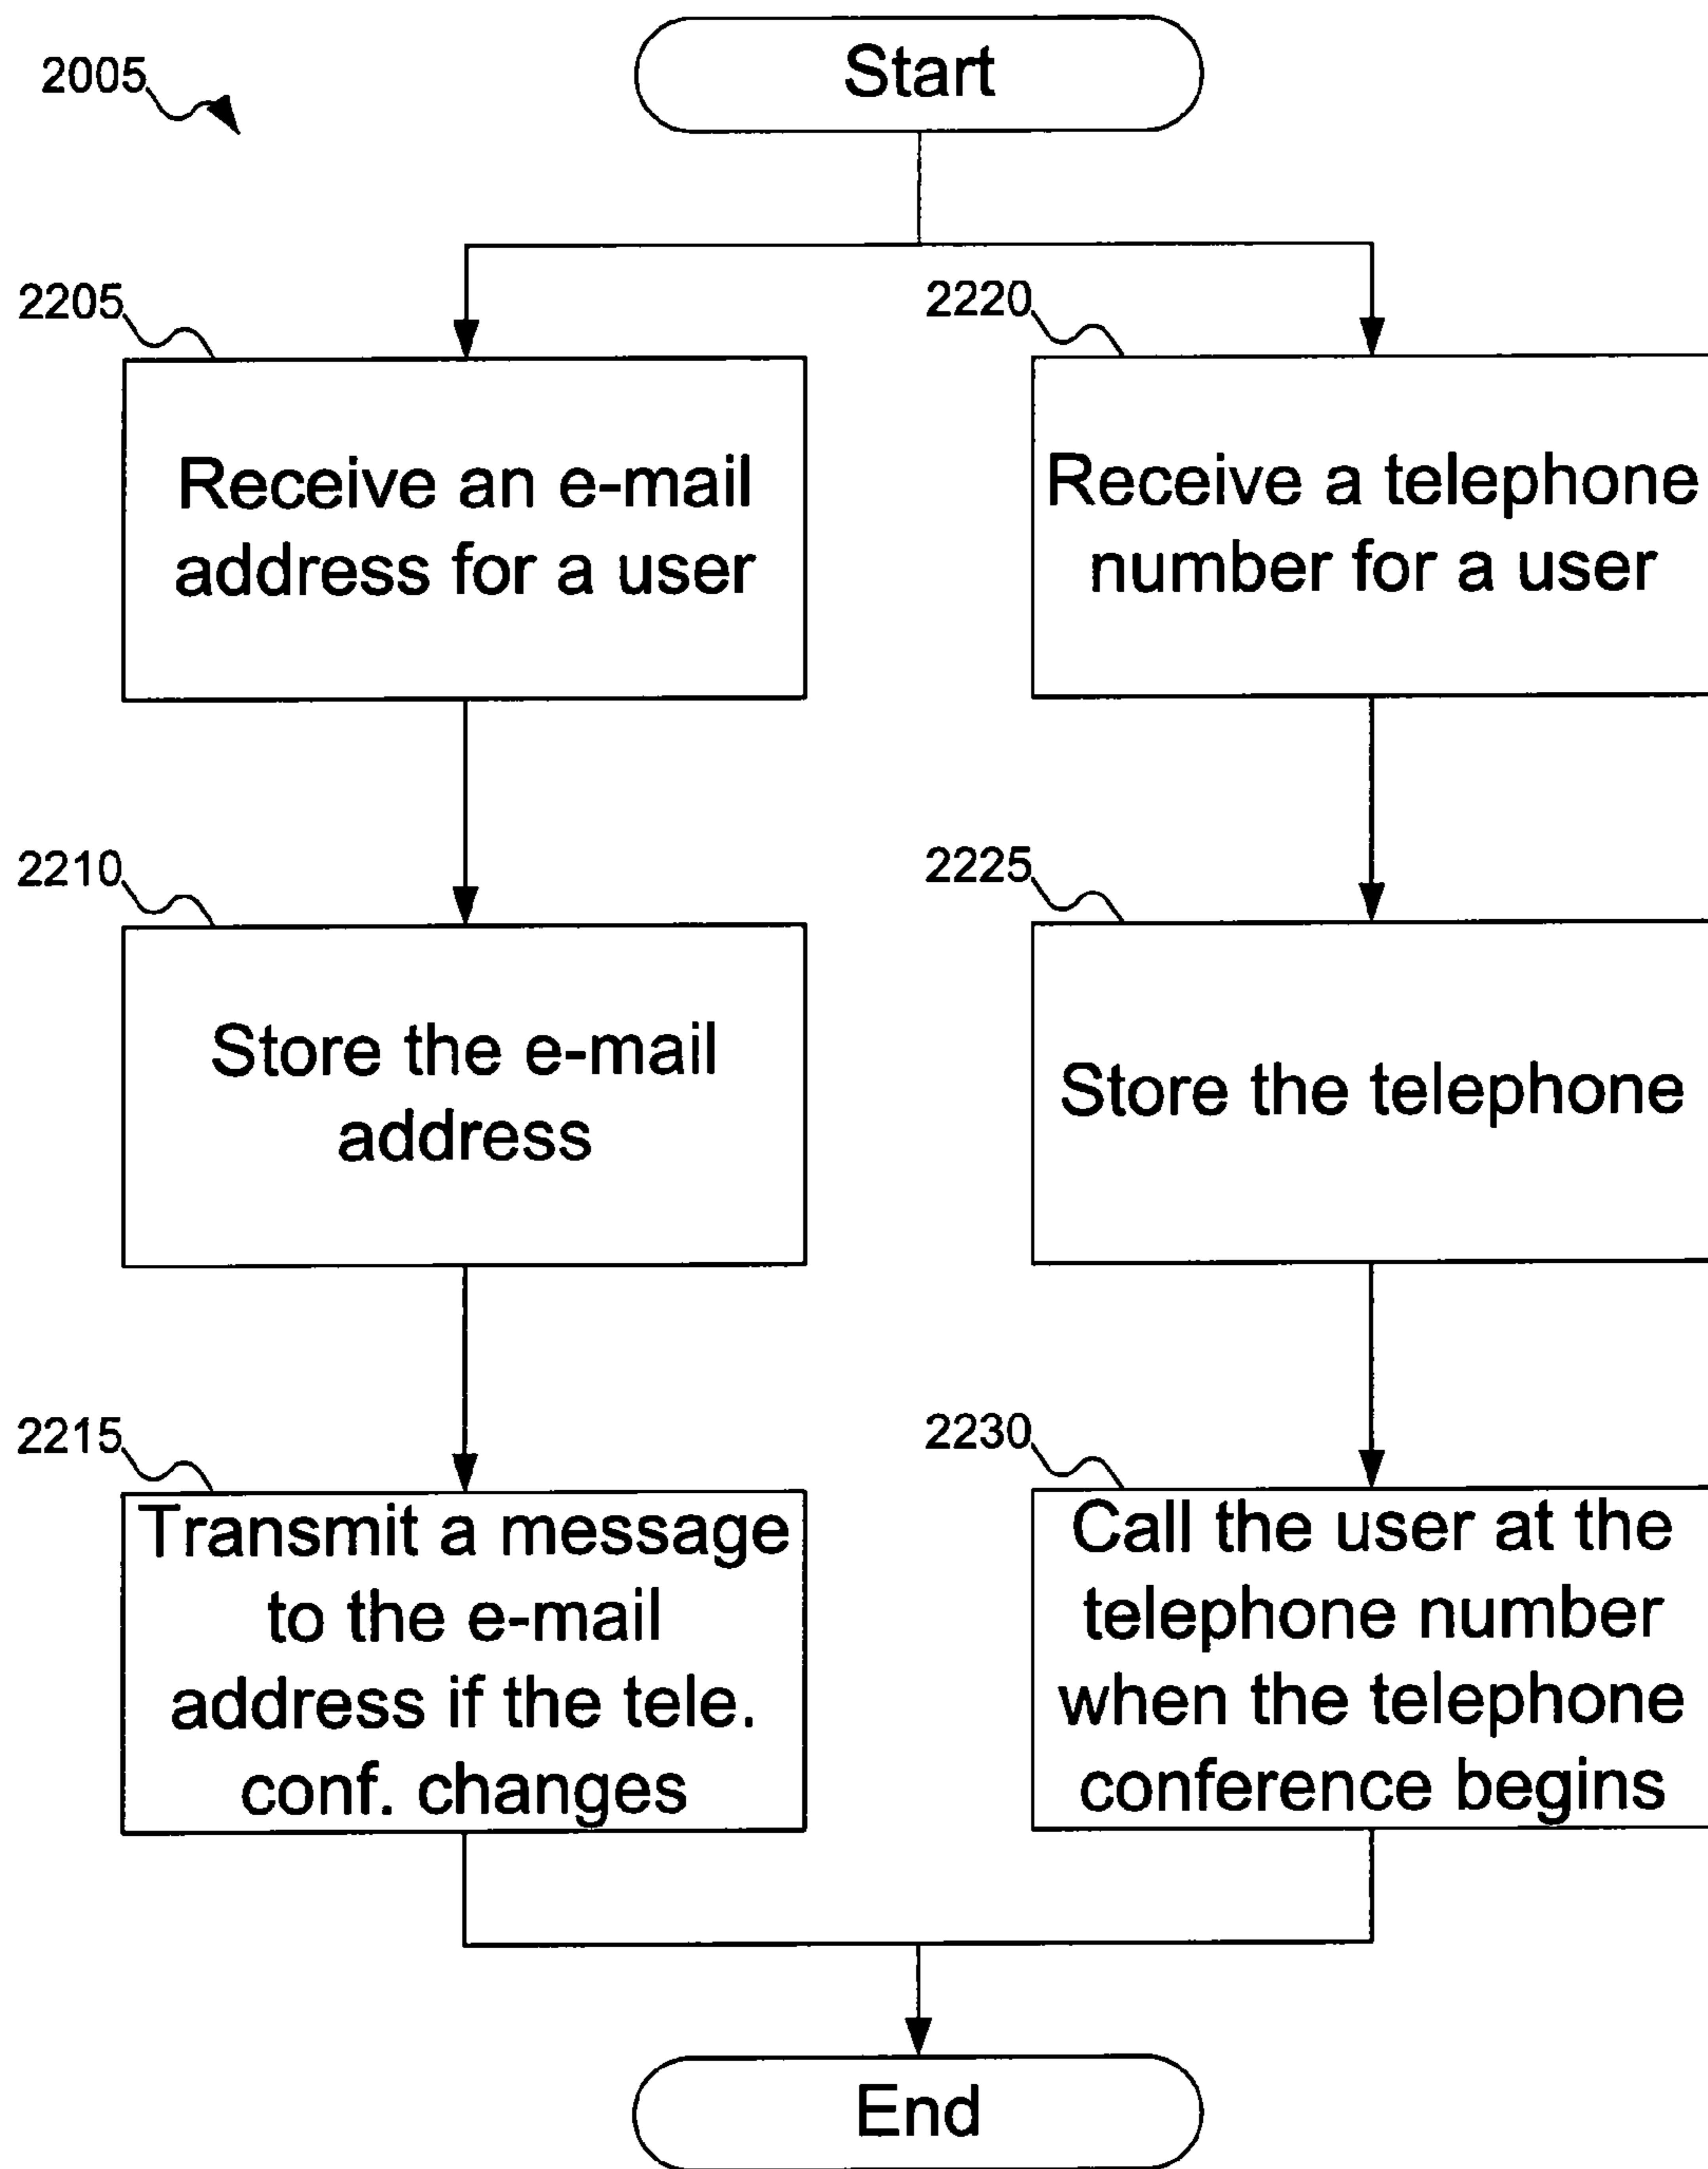 2005
Start
2205
Receive an e-mail
address for a user
2210
Store the e-mail
address
2215
Transmit a message
to the e-mail
address if the tele.
conf. changes
2220
Receive a telephone
number for a user
2225
Store the telephone
2230
Call the user at the
telephone number
when the telephone
conference begins
End